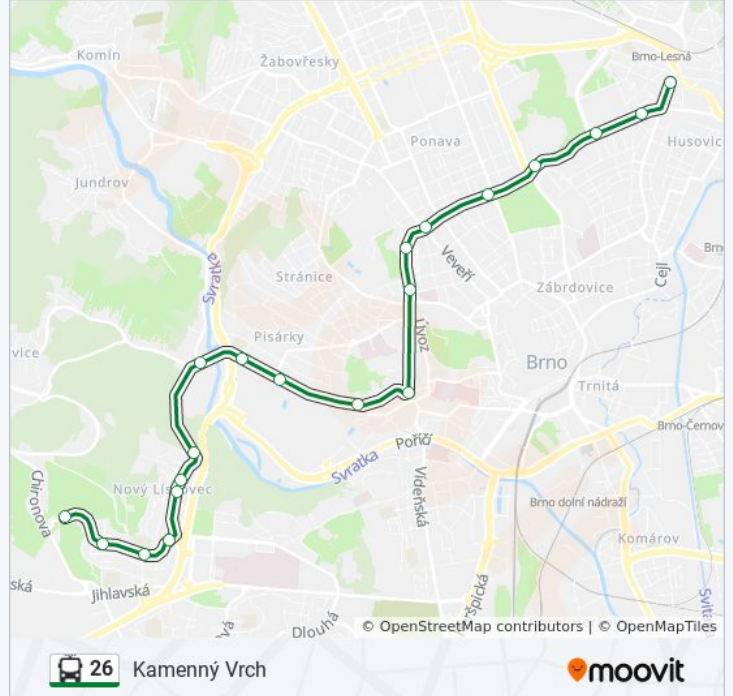 Komín
Žabovřesky
Brno-Lesná
Ponava
Husovic
Jundrov
Svratka
Veveří
Stránice
Zábrdovice
Cejl
Brn
Úvoz
Pisárky
vice
Brno
Trnitá
Brno-Černov
Poříčí
Svratka
Vídeňská
Chironova
Nový Lískovec
Brno dolní nádraží
Komárov
ská
Jihlavská
Svitav
Dlouhá
vá
© OpenStreetMap contributors | © OpenMapTiles
26 Kamenný Vrch
moovit